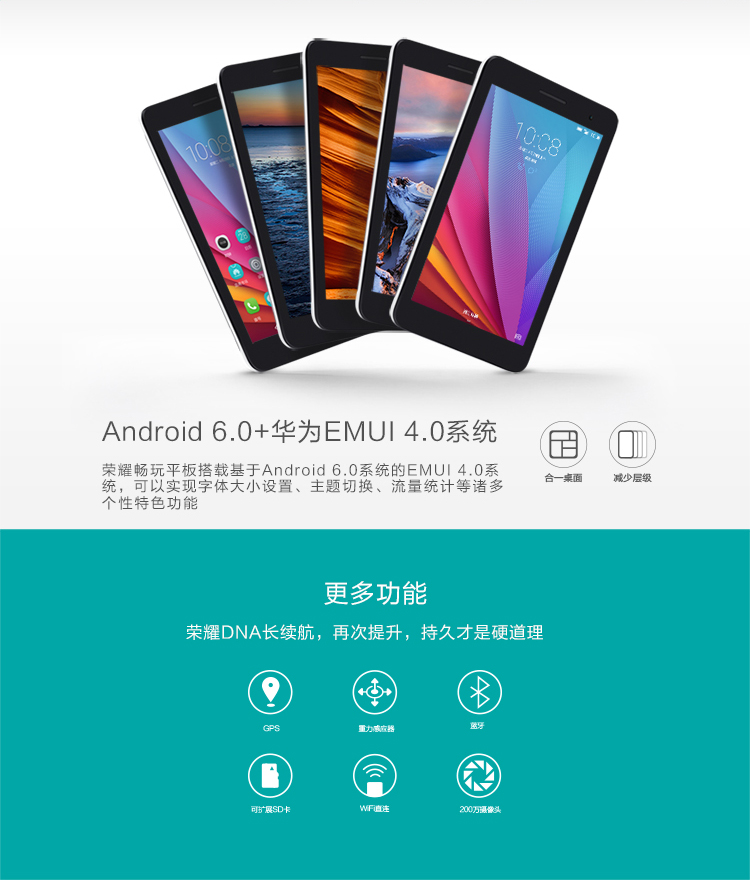 10:08
10:08
Android 6.0+华为EMUI 4.0系统
荣耀畅玩平板搭载基于Android 6.0系统的EMUI 4.0系
统，可以实现字体大小设置、主题切换、流量统计等诸多
个性特色功能
合一桌面
减少层级
更多功能
荣耀DNA长续航，再次提升，持久才是硬道理
GPS
重力感应器
蓝牙
可扩展SD卡
WiFi直连
200万摄像头